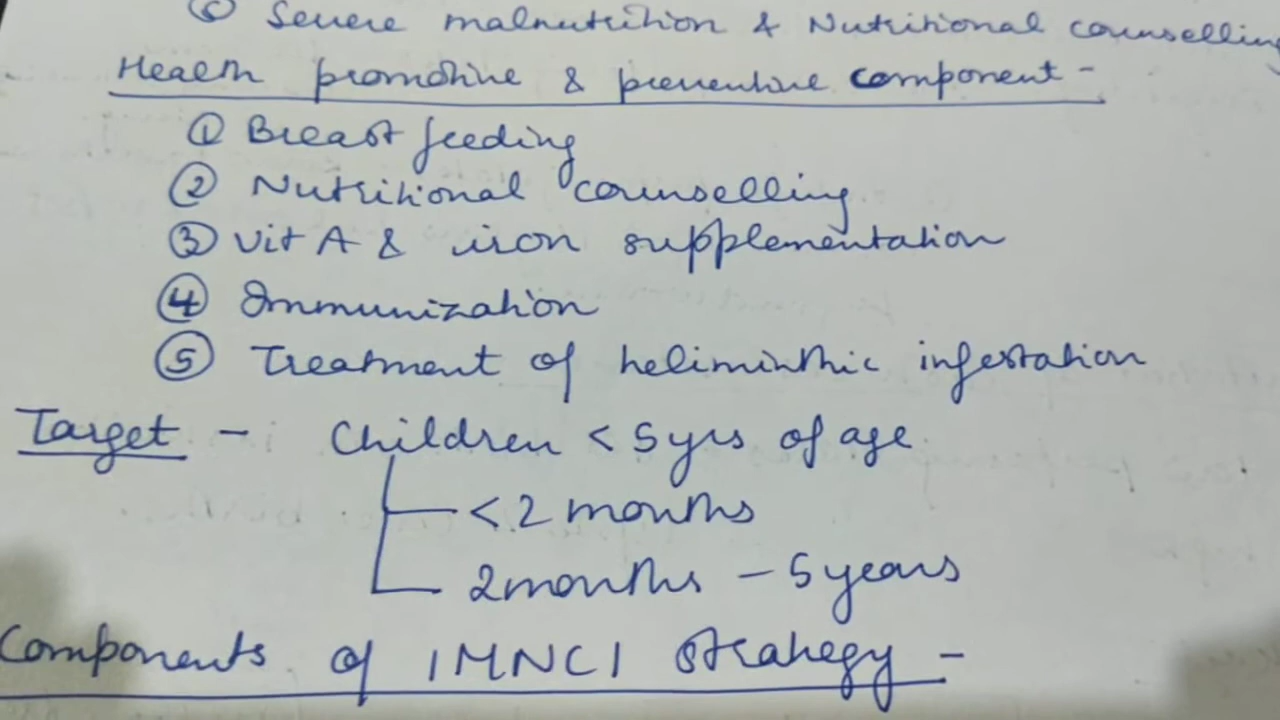 Severe malnutrition & Nutritional counselling
Health promotive & preventive component -
① Breast feeding
② Nutritional counselling
③ Vit A & iron supplementation
④ Immunization
⑤ Treatment of heliminthic infestation
Target - Children < 5 yrs of age
< 2 months
2 months - 5 years
Components of IMNCI strategy -